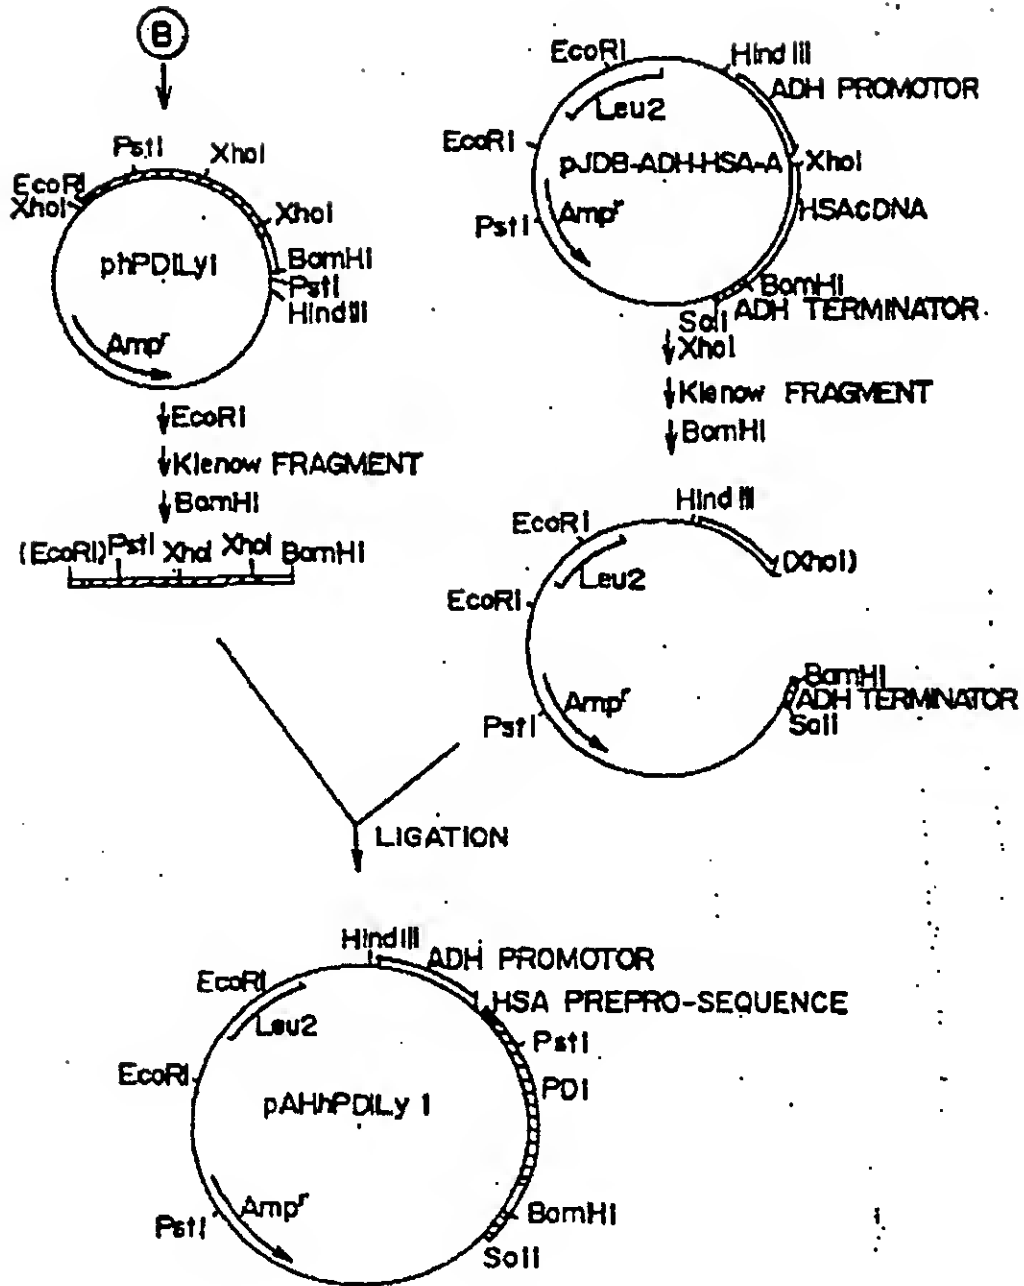 B
PstI
XhoI
EcoRI
XhoI
XhoI
phPDILy1
BamHI
PstI
HindIII
Ampr
EcoRI
Klenow FRAGMENT
BamHI
(EcoRI) PstI XhoI XhoI BamHI
EcoRI
HindIII
ADH PROMOTOR
Leu2
EcoRI
pJDB-ADH-HSA-A
XhoI
Ampr
HSAcDNA
PstI
BamHI
SalI
ADH TERMINATOR
XhoI
Klenow FRAGMENT
BamHI
HindIII
EcoRI
(XhoI)
Leu2
EcoRI
BamHI
Ampr
ADH TERMINATOR
PstI
SalI
LIGATION
HindIII
ADH PROMOTOR
EcoRI
HSA PREPRO-SEQUENCE
Leu2
PstI
EcoRI
PDI
pAHhPDILy 1
Ampr
BamHI
PstI
SalI